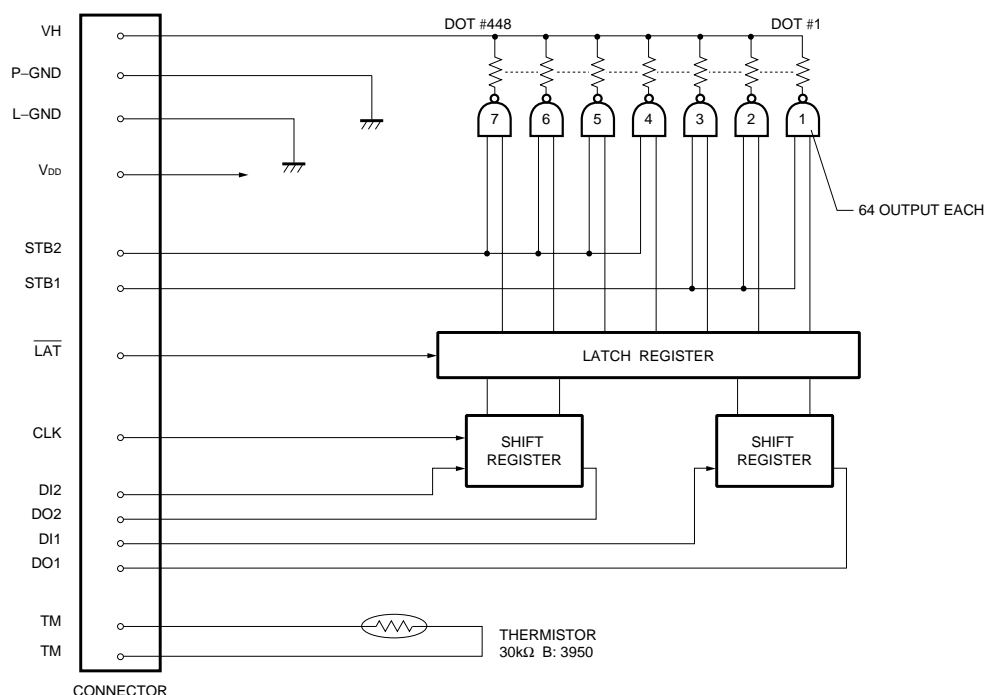 VH
DOT #448
DOT #1
P–GND
L–GND
7
6
5
4
3
2
1
VDD
64 OUTPUT EACH
STB2
STB1
LAT
LATCH REGISTER
CLK
SHIFT
REGISTER
SHIFT
REGISTER
DI2
DO2
DI1
DO1
TM
TM
THERMISTOR
30kΩ B: 3950
CONNECTOR